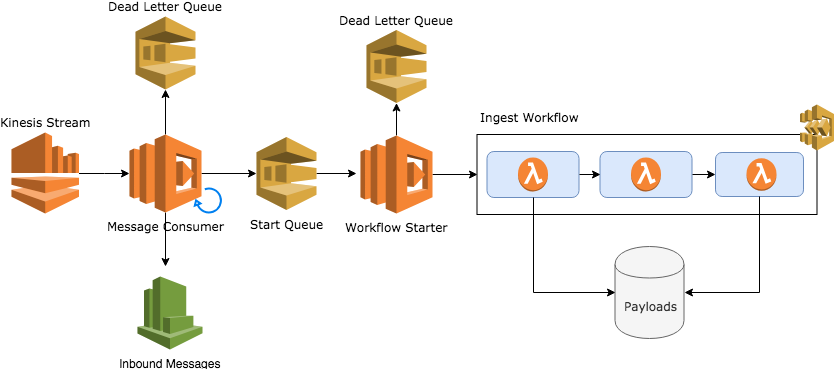 Dead Letter Queue
Dead Letter Queue
Kinesis Stream
Ingest Workflow
λ
λ
λ
Message Consumer
Start Queue
Workflow Starter
Payloads
Inbound Messages